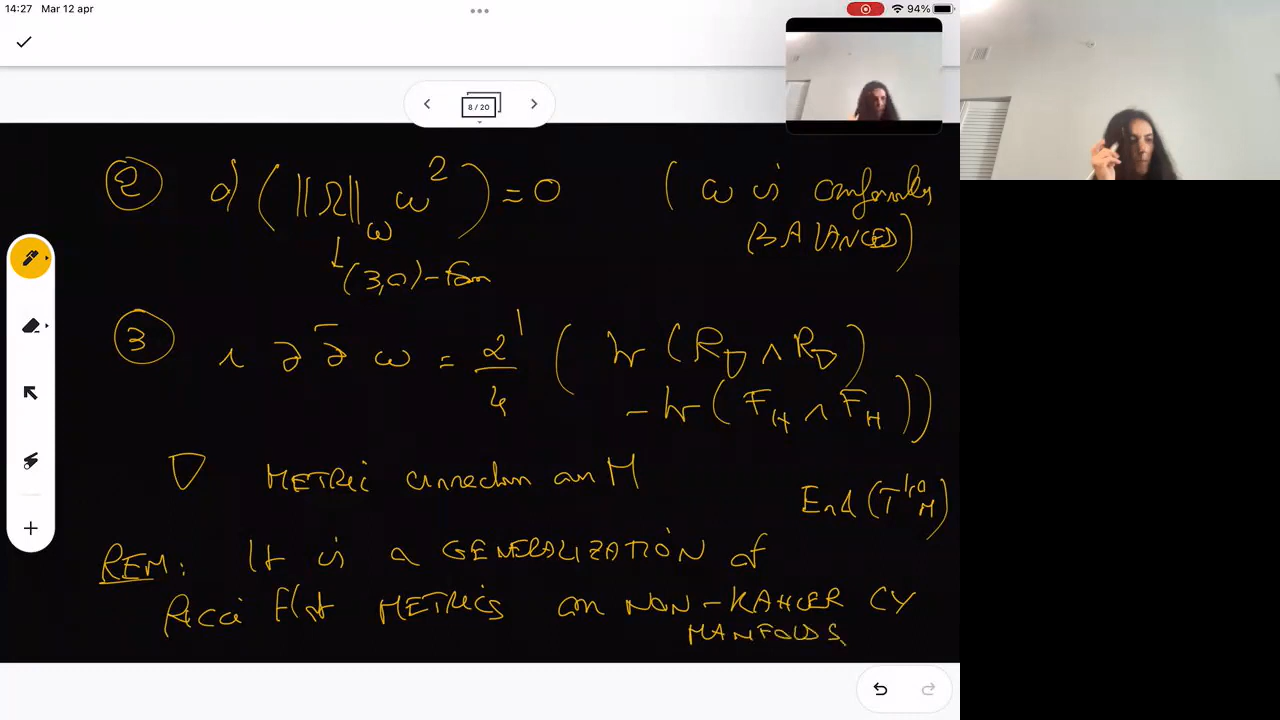 14:27 Mar 12 apr
94%
8 / 20
② d(||Ω||_ω ω²) = 0 (ω is conformally
BALANCED)
↓
(3,0)-form
③ i ∂ ∂̄ ω = α'/4 ( tr (R_∇ ∧ R_∇)
- tr (F_H ∧ F_H))
∇ METRIC connection on M
End(T^{1,0} M)
REM: It is a GENERALIZATION of
Ricci Flat METRICS on NON-KAHLER CY
MANIFOLDS